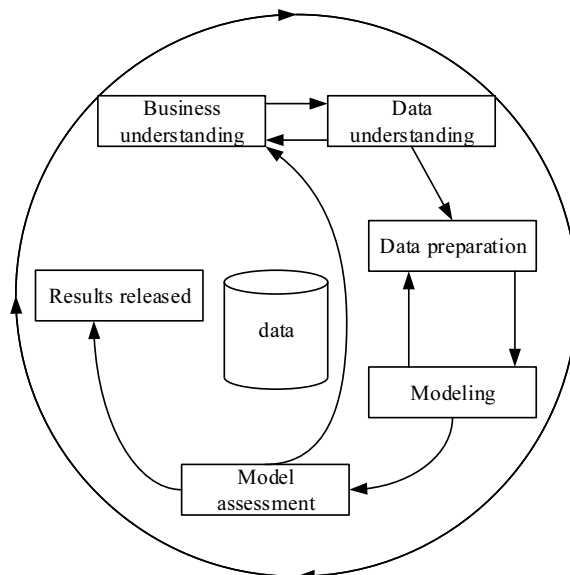 Business
understanding
Data
understanding
Data preparation
Results released
data
Modeling
Model
assessment